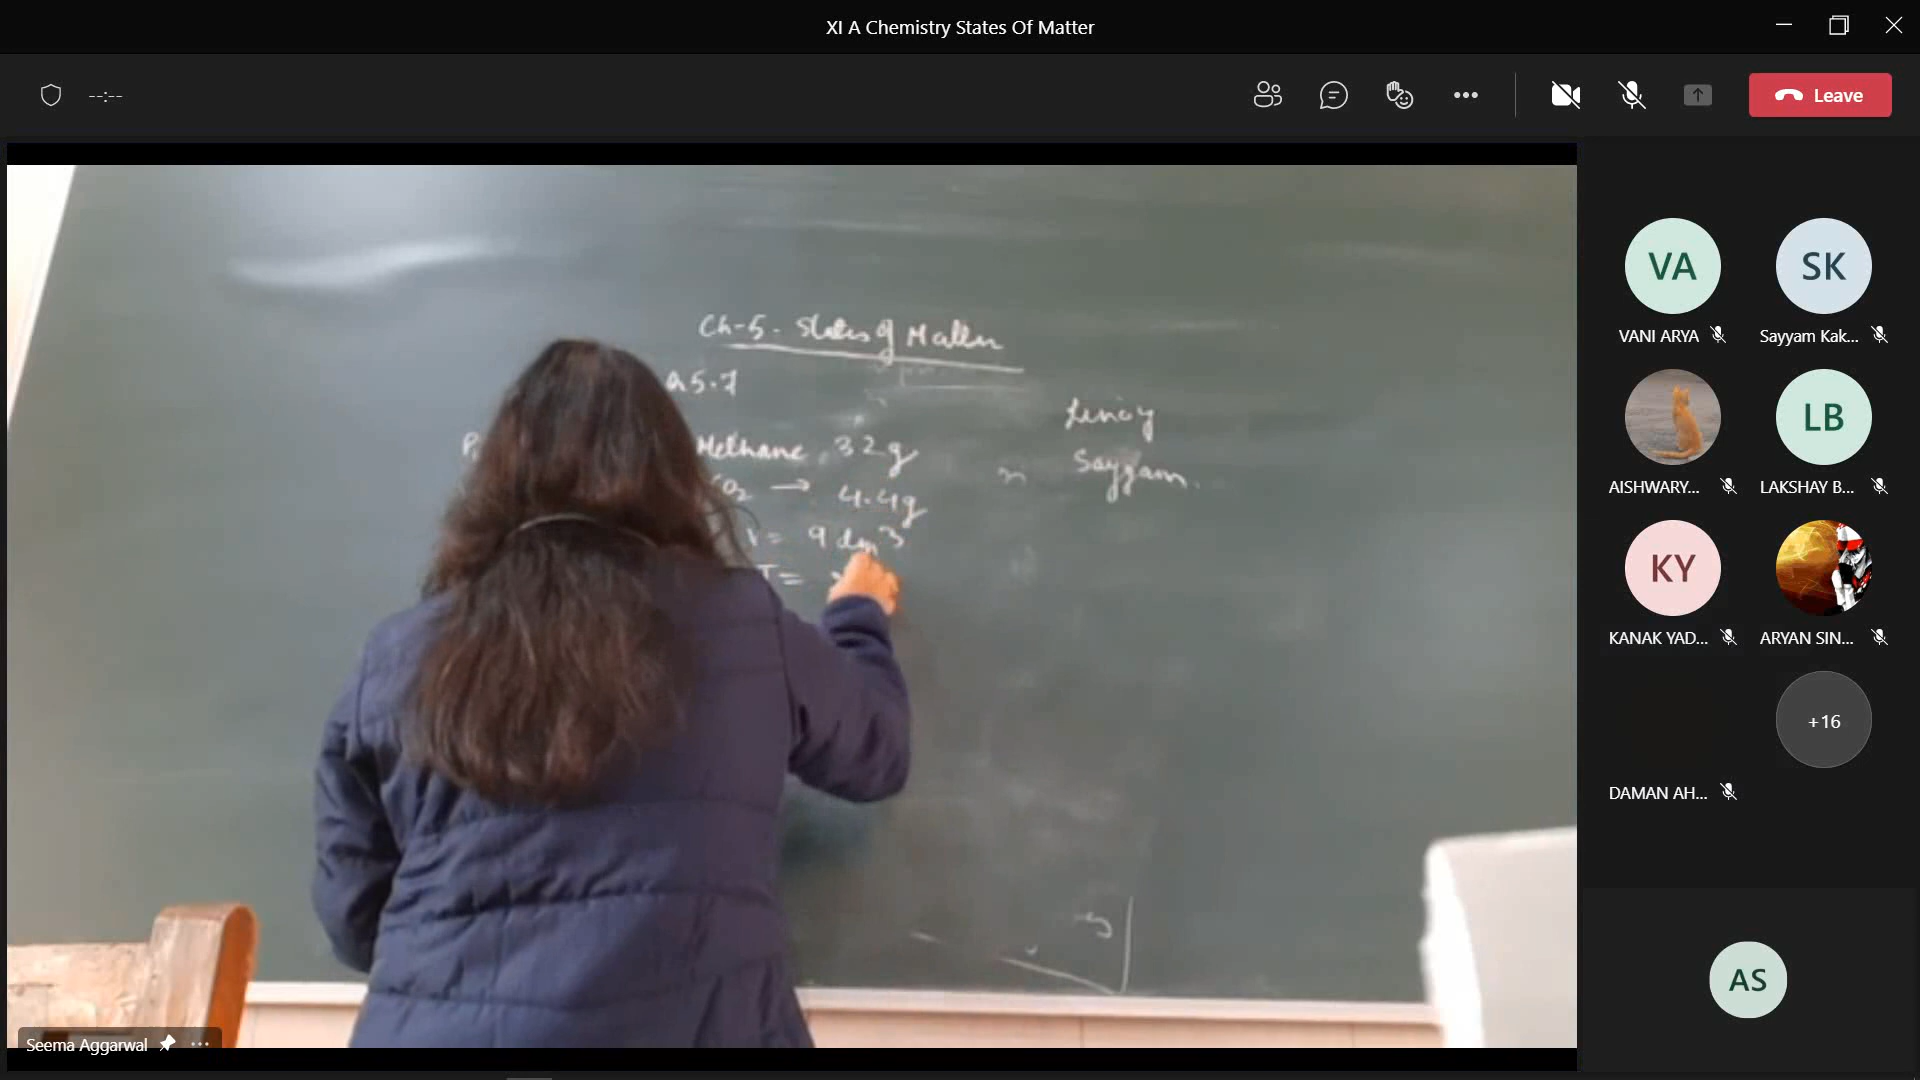 XI A Chemistry States Of Matter
--:--
Leave
Ch-5. States of Matter
Q5.7
P
Methane, 32g
CO2 → 4.4g
V = 9 dm3
T =
n
Sayyam.
VANI ARYA
Sayyam Kak...
AISHWARY...
LAKSHAY B...
KANAK YAD...
ARYAN SIN...
DAMAN AH...
VA
SK
LB
KY
+16
AS
Seema Aggarwal